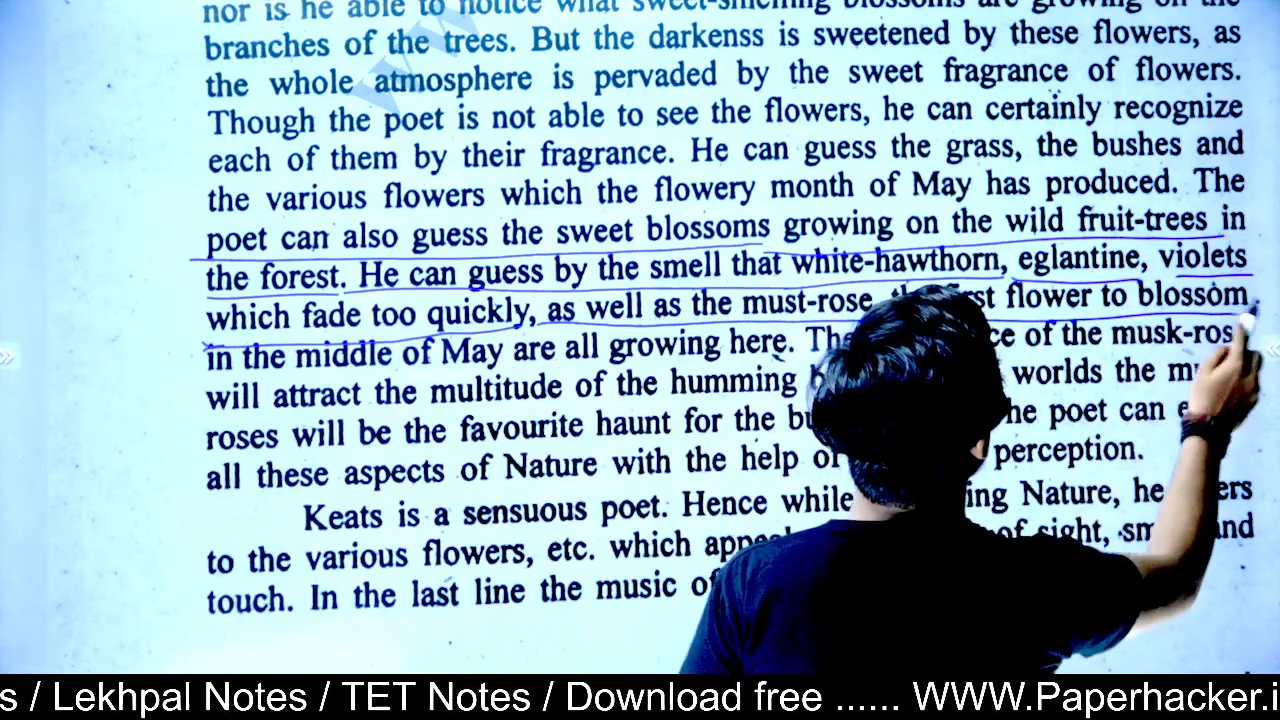 nor is he able to notice what sweet-smelling blossoms are growing on the
branches of the trees. But the darkenss is sweetened by these flowers, as
the whole atmosphere is pervaded by the sweet fragrance of flowers.
Though the poet is not able to see the flowers, he can certainly recognize
each of them by their fragrance. He can guess the grass, the bushes and
the various flowers which the flowery month of May has produced. The
poet can also guess the sweet blossoms growing on the wild fruit-trees in
the forest. He can guess by the smell that white-hawthorn, eglantine, violets
which fade too quickly, as well as the must-rose, flower to blossom
in the middle of May are all growing here. of the musk-ros
will attract the multitude of the humming worlds the
roses will be the favourite haunt for the poet can
all these aspects of Nature with the help of perception.
Keats is a sensuous poet. Hence while Nature, he
to the various flowers, etc. which of sight, and
touch. In the last line the music of
s / Lekhpal Notes / TET Notes / Download free ...... WWW.Paperhacker.i